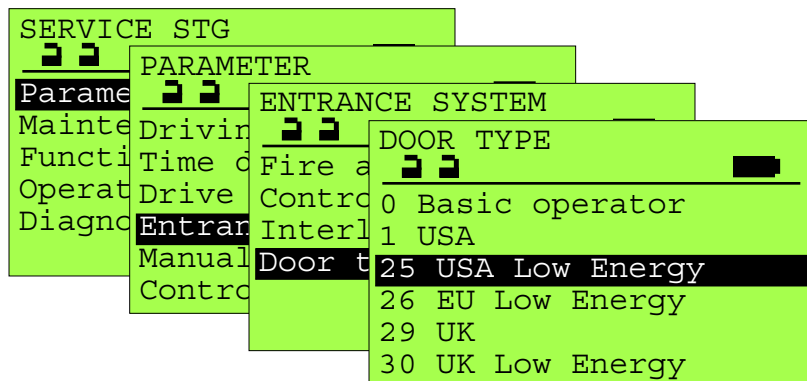 SERVICE STG
Parame
Mainte
Functi
Operat
Diagno
PARAMETER
Drivin
Time d
Drive
Entran
Manual
Contro
ENTRANCE SYSTEM
Fire a
Contro
Interl
Door t
DOOR TYPE
0 Basic operator
1 USA
25 USA Low Energy
26 EU Low Energy
29 UK
30 UK Low Energy